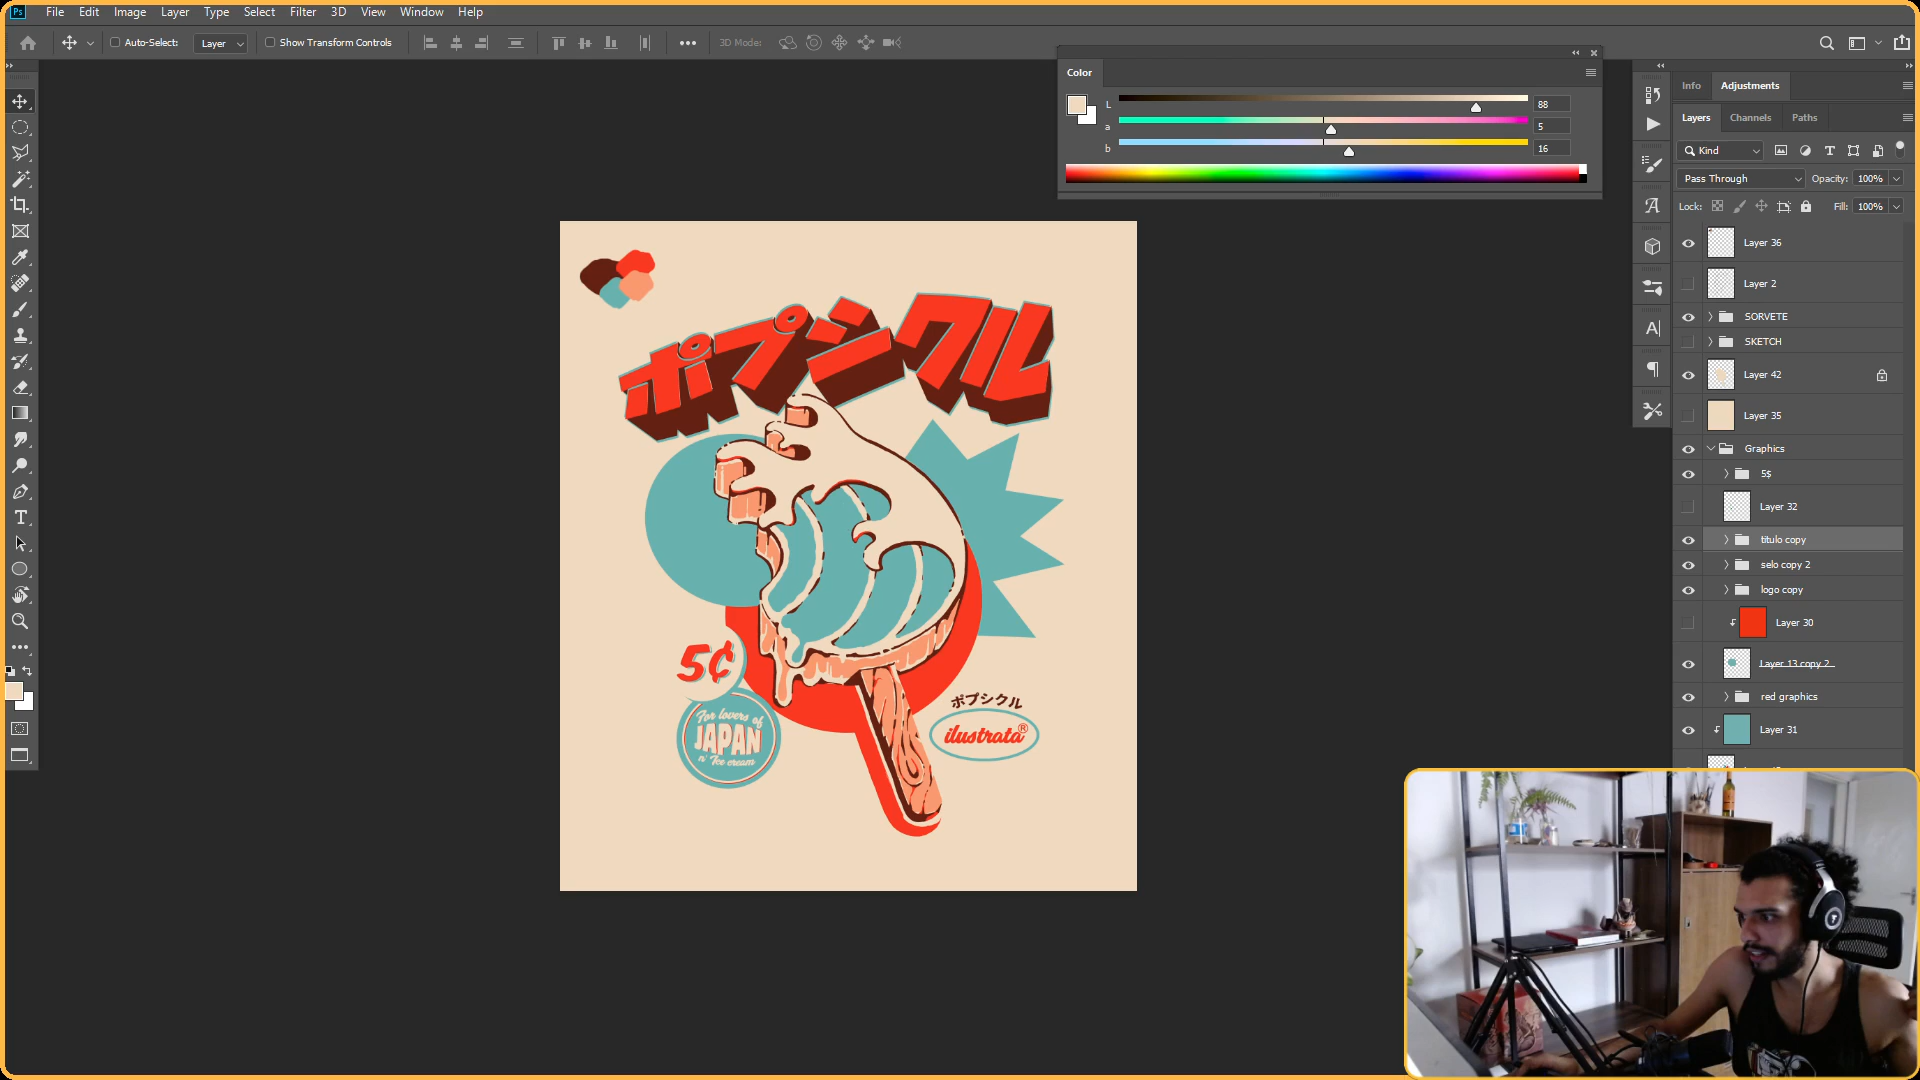 Ps File Edit Image Layer Type Select Filter 3D View Window Help
Auto-Select: Layer Show Transform Controls 3D Mode:
Color
L 88
a 5
b 16
Info Adjustments
Layers Channels Paths
Kind
Pass Through Opacity: 100%
Lock: Fill: 100%
Layer 36
Layer 2
SORVETE
SKETCH
Layer 42
Layer 35
Graphics
5$
Layer 32
titulo copy
selo copy 2
logo copy
Layer 30
Layer 13 copy 2
red graphics
Layer 31
ポプシクル
5¢
For lovers of
JAPAN
n' Ice cream
ポプシクル
ilustrata®